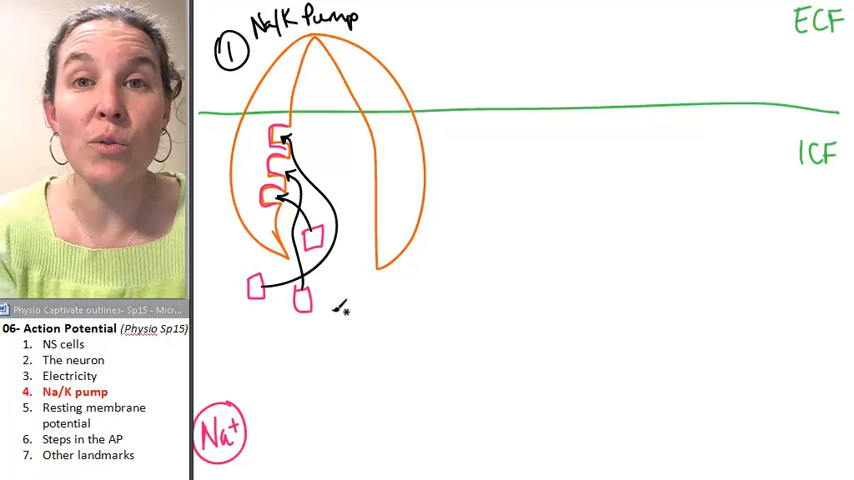 ① Na/K Pump
ECF
ICF
Physio Captivate outlines- Sp15 - Micr...
06- Action Potential (Physio Sp15)
1. NS cells
2. The neuron
3. Electricity
4. Na/K pump
5. Resting membrane
potential
6. Steps in the AP
7. Other landmarks
Na⁺